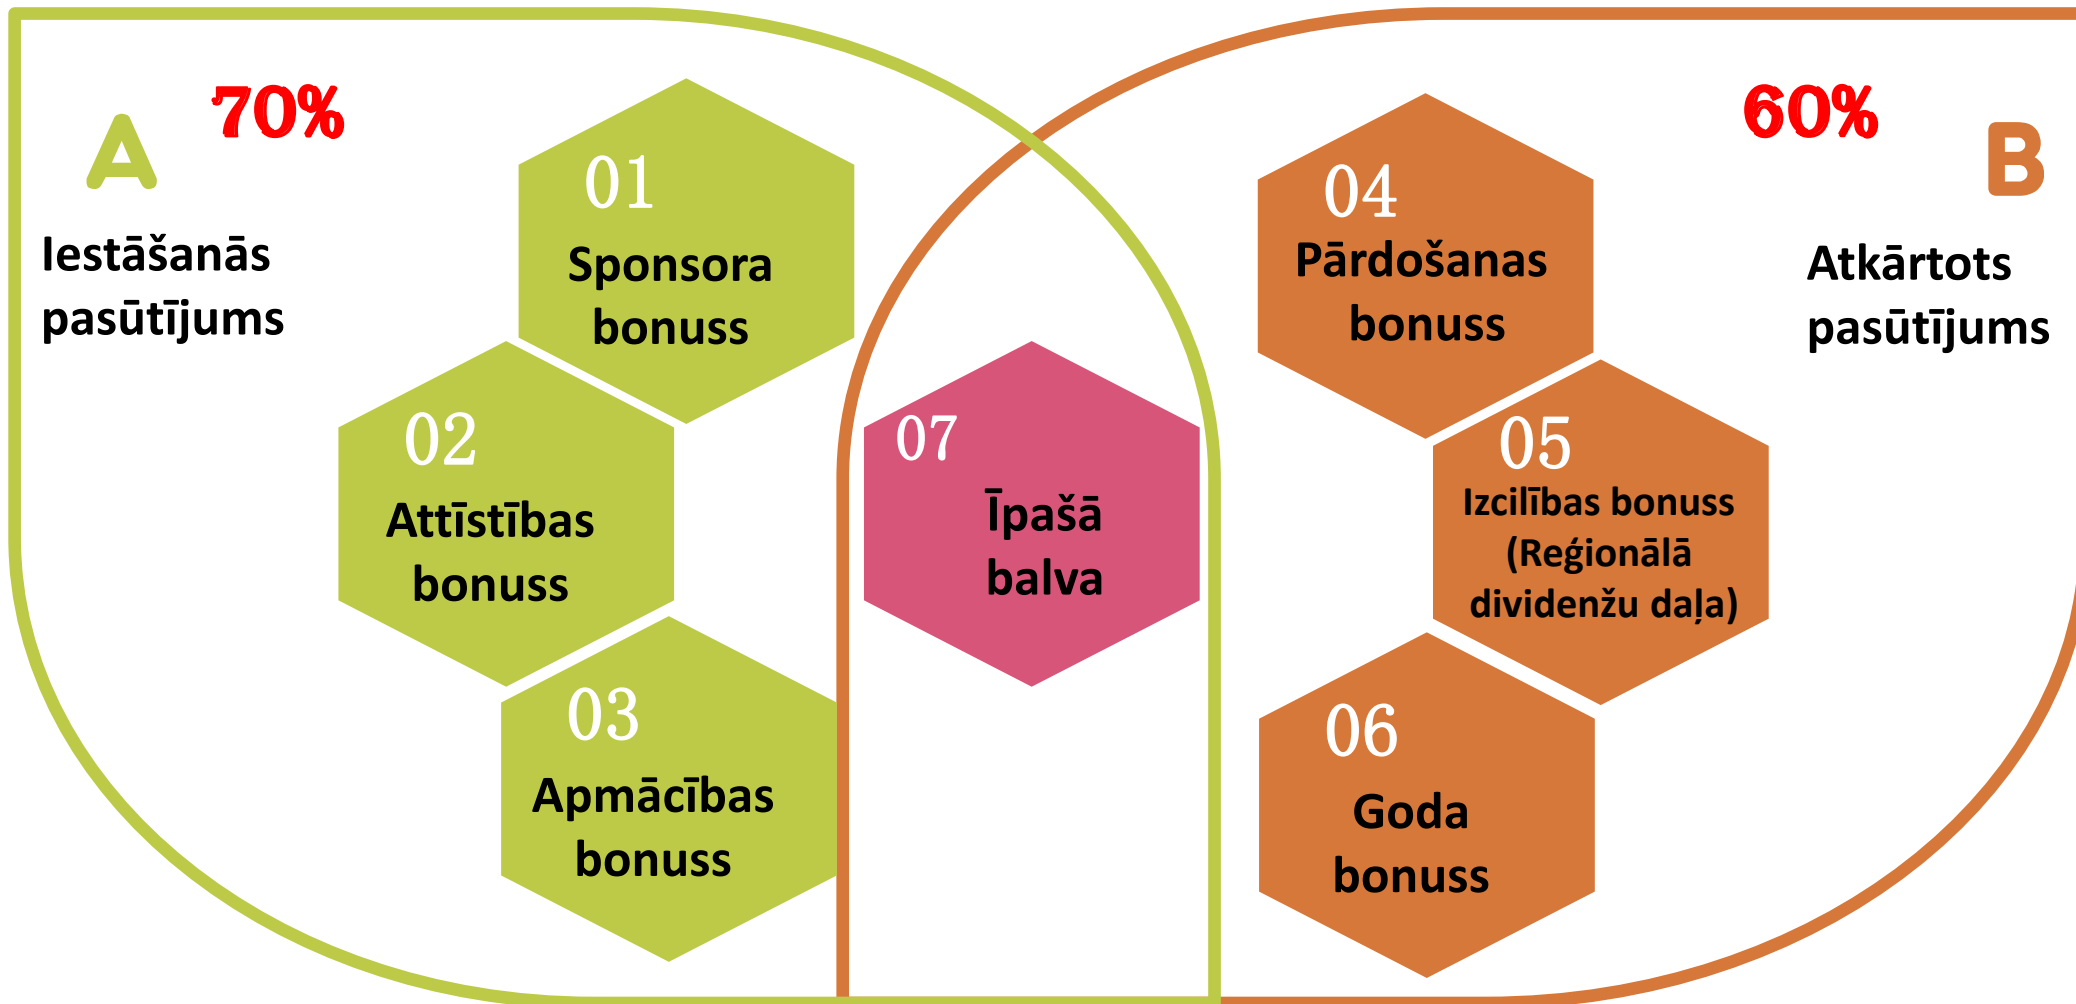 A
70%
Iestāšanās
pasūtījums
01
Sponsora
bonuss
02
Attīstības
bonuss
03
Apmācības
bonuss
07
Īpašā
balva
60%
B
Atkārtots
pasūtījums
04
Pārdošanas
bonuss
05
Izcilības bonuss
(Reģionālā
dividenžu daļa)
06
Goda
bonuss